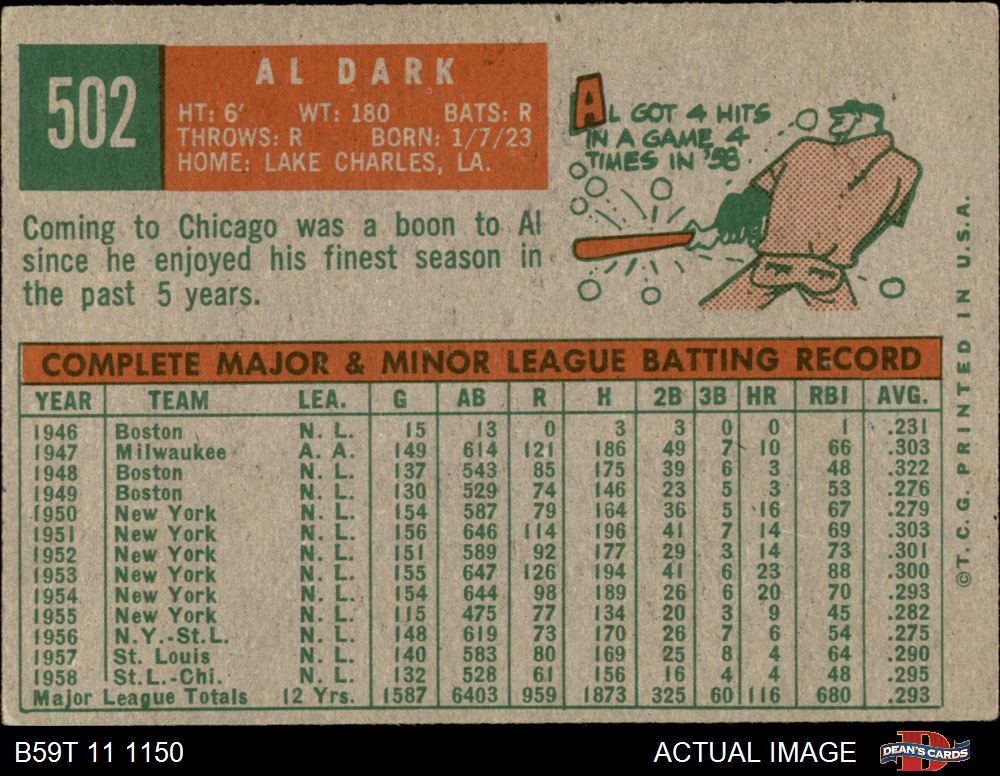 502
AL DARK
HT: 6' WT: 180 BATS: R
THROWS: R BORN: 1/7/23
HOME: LAKE CHARLES, LA.
AL GOT 4 HITS
IN A GAME 4
TIMES IN '58
Coming to Chicago was a boon to Al
since he enjoyed his finest season in
the past 5 years.
COMPLETE MAJOR & MINOR LEAGUE BATTING RECORD
YEAR TEAM LEA. G AB R H 2B 3B HR RBI AVG.
1946 Boston N. L. 15 13 0 3 3 0 0 1 .231
1947 Milwaukee A. A. 149 614 121 186 49 7 10 66 .303
1948 Boston N. L. 137 543 85 175 39 6 3 48 .322
1949 Boston N. L. 130 529 74 146 23 5 3 53 .276
1950 New York N. L. 154 587 79 164 36 5 16 67 .279
1951 New York N. L. 156 646 114 196 41 7 14 69 .303
1952 New York N. L. 151 589 92 177 29 3 14 73 .301
1953 New York N. L. 155 647 126 194 41 6 23 88 .300
1954 New York N. L. 154 644 98 189 26 6 20 70 .293
1955 New York N. L. 115 475 77 134 20 3 9 45 .282
1956 N.Y.-St.L. N. L. 148 619 73 170 26 7 6 54 .275
1957 St. Louis N. L. 140 583 80 169 25 8 4 64 .290
1958 St.L.-Chi. N. L. 132 528 61 156 16 4 4 48 .295
Major League Totals 12 Yrs. 1587 6403 959 1873 325 60 116 680 .293
©T. C. G. PRINTED IN U.S.A.
B59T 11 1150
ACTUAL IMAGE
DEAN'S CARDS